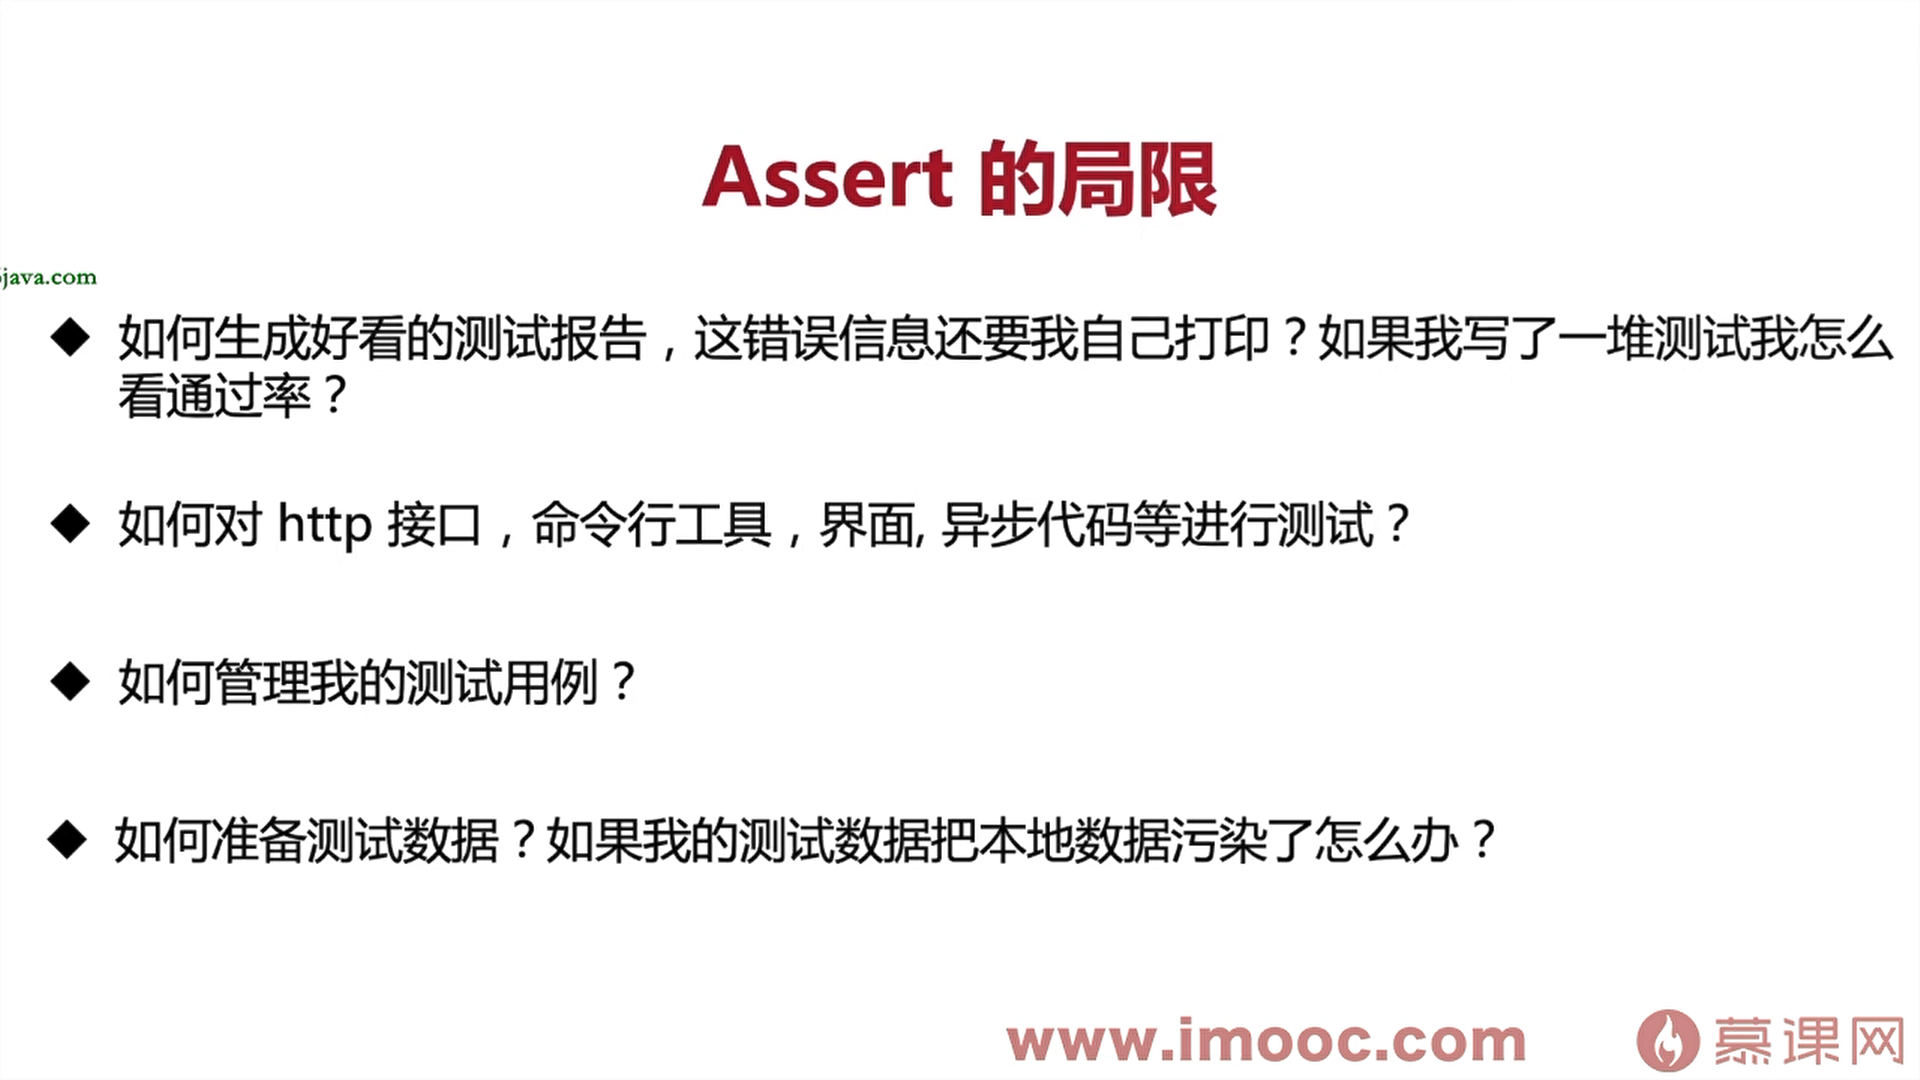 Assert 的局限
java.com
如何生成好看的测试报告，这错误信息还要我自己打印？如果我写了一堆测试我怎么
看通过率？
如何对 http 接口，命令行工具，界面, 异步代码等进行测试？
如何管理我的测试用例？
如何准备测试数据？如果我的测试数据把本地数据污染了怎么办？
www.imooc.com 慕课网